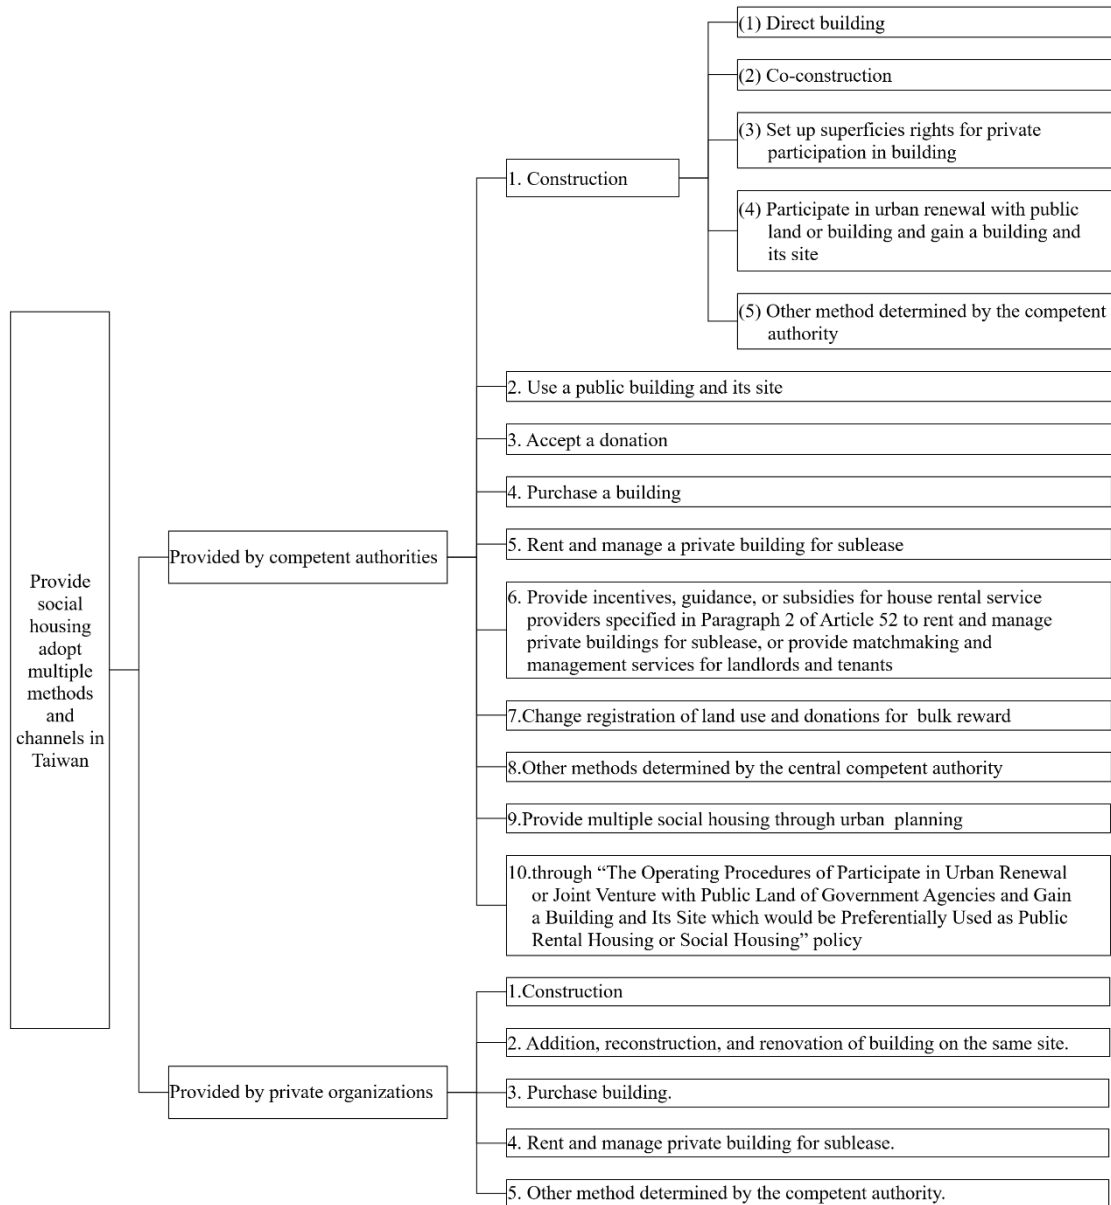 Provide
social
housing
adopt
multiple
methods
and
channels in
Taiwan
Provided by competent authorities
1. Construction
(1) Direct building
(2) Co-construction
(3) Set up superficies rights for private
participation in building
(4) Participate in urban renewal with public
land or building and gain a building and
its site
(5) Other method determined by the competent
authority
2. Use a public building and its site
3. Accept a donation
4. Purchase a building
5. Rent and manage a private building for sublease
6. Provide incentives, guidance, or subsidies for house rental service
providers specified in Paragraph 2 of Article 52 to rent and manage
private buildings for sublease, or provide matchmaking and
management services for landlords and tenants
7.Change registration of land use and donations for bulk reward
8.Other methods determined by the central competent authority
9.Provide multiple social housing through urban planning
10.through “The Operating Procedures of Participate in Urban Renewal
or Joint Venture with Public Land of Government Agencies and Gain
a Building and Its Site which would be Preferentially Used as Public
Rental Housing or Social Housing” policy
Provided by private organizations
1.Construction
2. Addition, reconstruction, and renovation of building on the same site.
3. Purchase building.
4. Rent and manage private building for sublease.
5. Other method determined by the competent authority.